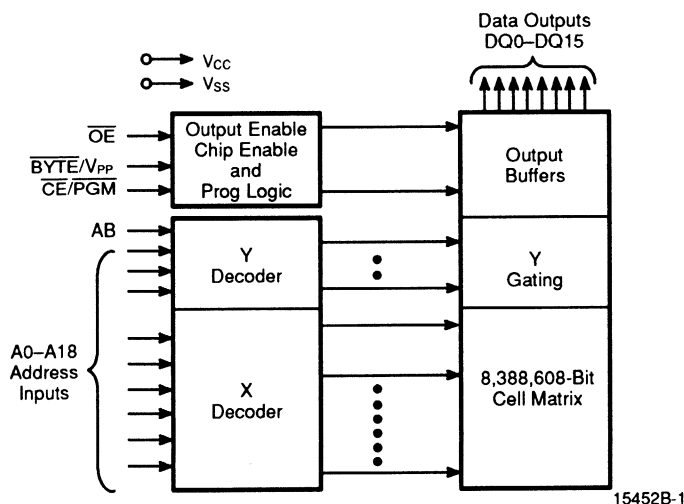 Data Outputs
DQ0–DQ15
VCC
VSS
OE
BYTE/VPP
CE/PGM
Output Enable
Chip Enable
and
Prog Logic
Output
Buffers
AB
Y
Decoder
Y
Gating
A0–A18
Address
Inputs
X
Decoder
8,388,608-Bit
Cell Matrix
15452B-1